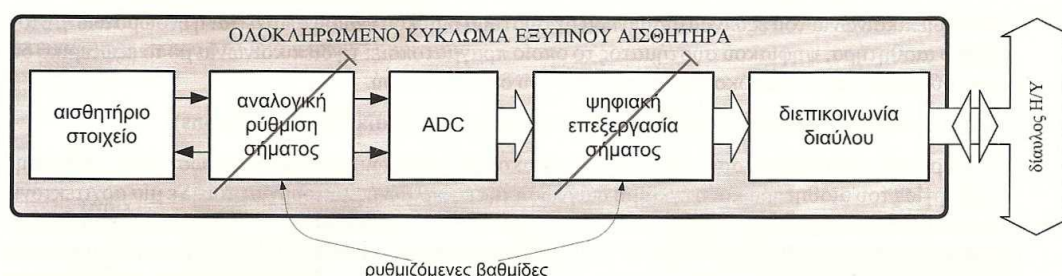 ΟΛΟΚΛΗΡΩΜΕΝΟ ΚΥΚΛΩΜΑ ΕΞΥΠΝΟΥ ΑΙΣΘΗΤΗΡΑ
αισθητήριο
στοιχείο
αναλογική
ρύθμιση
σήματος
ADC
ψηφιακή
επεξεργασία
σήματος
διεπικοινωνία
διαύλου
δίαυλος Η/Υ
ρυθμιζόμενες βαθμίδες